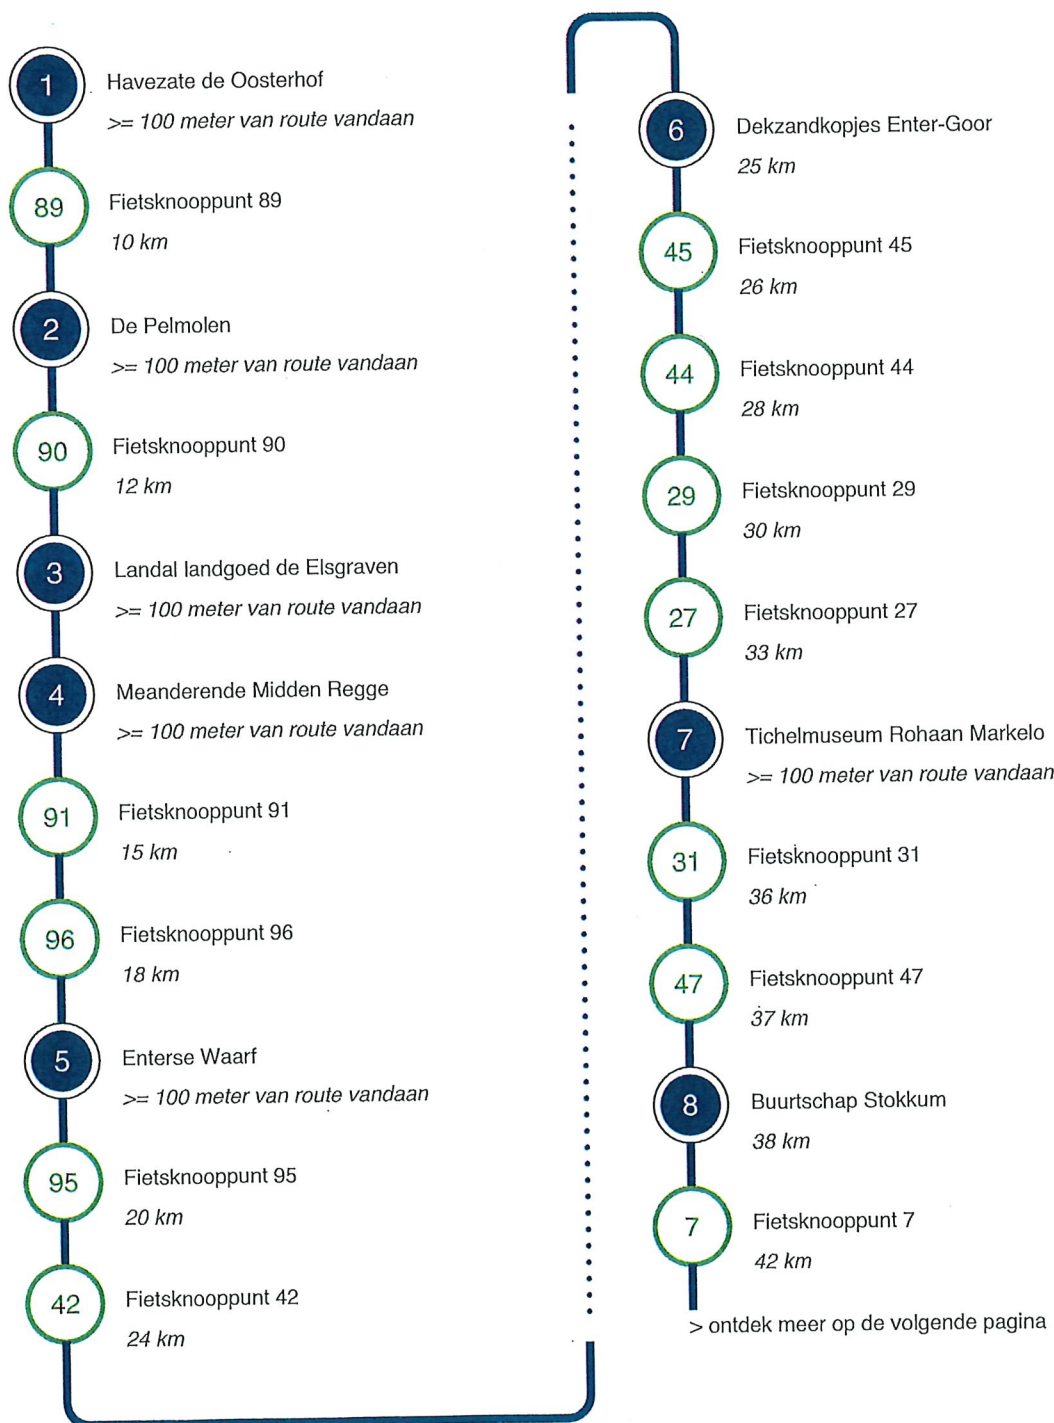 1
Havezate de Oosterhof
>= 100 meter van route vandaan
89
Fietsknooppunt 89
10 km
2
De Pelmolen
>= 100 meter van route vandaan
90
Fietsknooppunt 90
12 km
3
Landal landgoed de Elsgraven
>= 100 meter van route vandaan
4
Meanderende Midden Regge
>= 100 meter van route vandaan
91
Fietsknooppunt 91
15 km
96
Fietsknooppunt 96
18 km
5
Enterse Waarf
>= 100 meter van route vandaan
95
Fietsknooppunt 95
20 km
42
Fietsknooppunt 42
24 km
6
Dekzandkopjes Enter-Goor
25 km
45
Fietsknooppunt 45
26 km
44
Fietsknooppunt 44
28 km
29
Fietsknooppunt 29
30 km
27
Fietsknooppunt 27
33 km
7
Tichelmuseum Rohaan Markelo
>= 100 meter van route vandaan
31
Fietsknooppunt 31
36 km
47
Fietsknooppunt 47
37 km
8
Buurtschap Stokkum
38 km
7
Fietsknooppunt 7
42 km
> ontdek meer op de volgende pagina